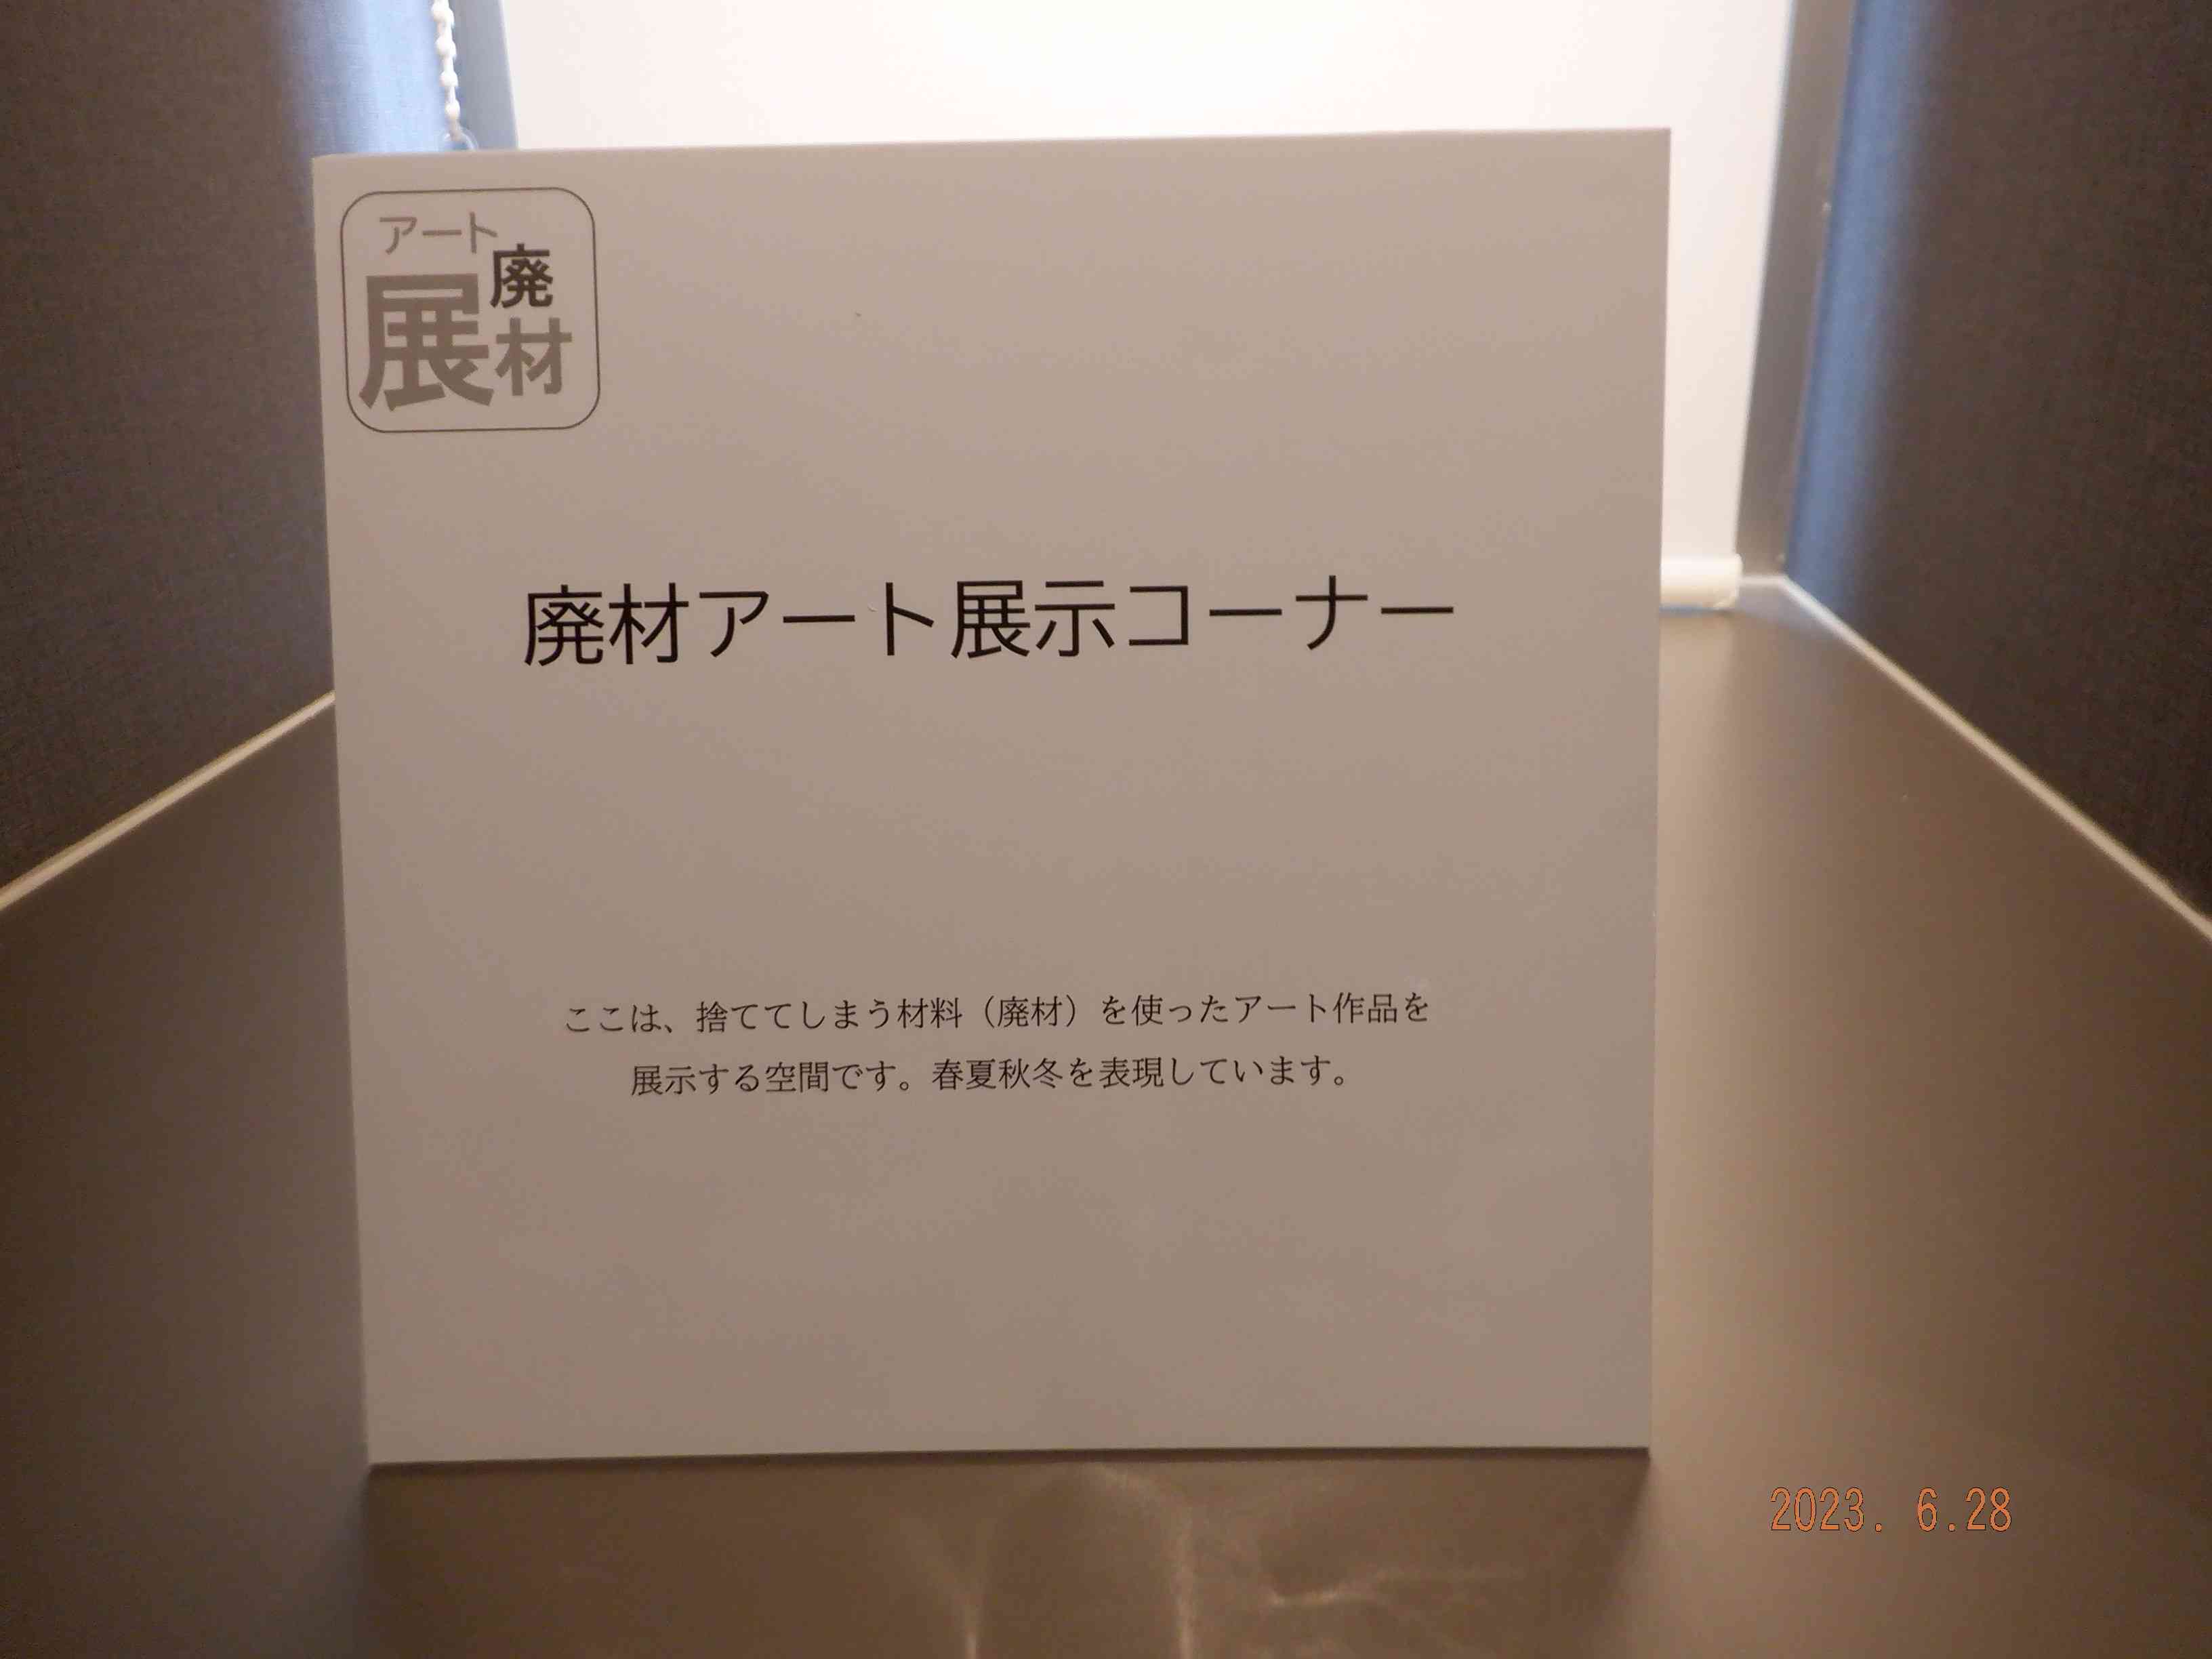 アート
廃
材
展
廃材アート展示コーナー
ここは、捨ててしまう材料（廃材）を使ったアート作品を
展示する空間です。春夏秋冬を表現しています。
2023. 6.28